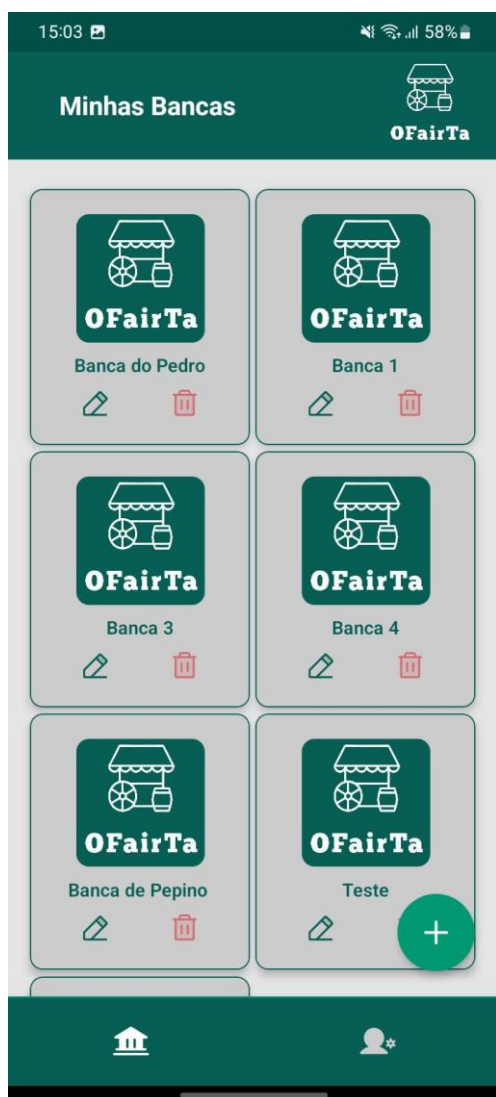 15:03 58%
Minhas Bancas
OFairTa
OFairTa OFairTa
Banca do Pedro Banca 1
OFairTa OFairTa
Banca 3 Banca 4
OFairTa OFairTa
Banca de Pepino Teste
+